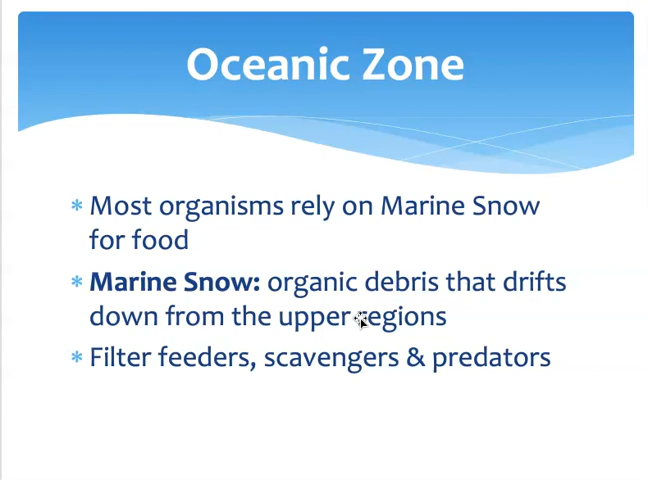 Oceanic Zone
* Most organisms rely on Marine Snow
for food
* Marine Snow: organic debris that drifts
down from the upper regions
* Filter feeders, scavengers & predators